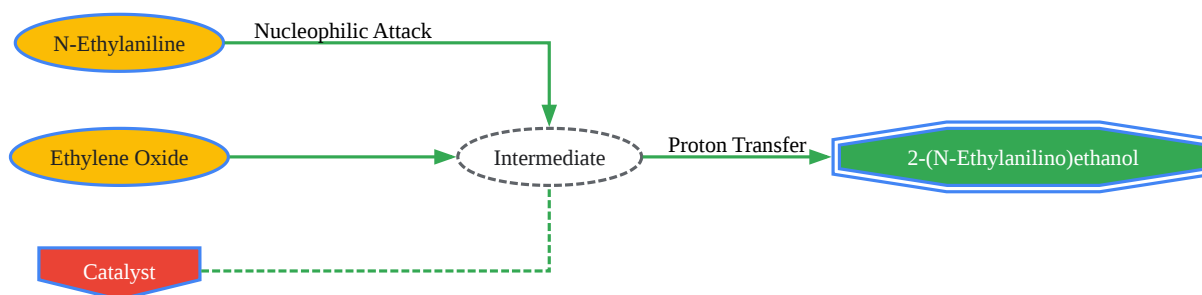 N-Ethylaniline
Nucleophilic Attack
Ethylene Oxide
Intermediate
Proton Transfer
2-(N-Ethylanilino)ethanol
Catalyst